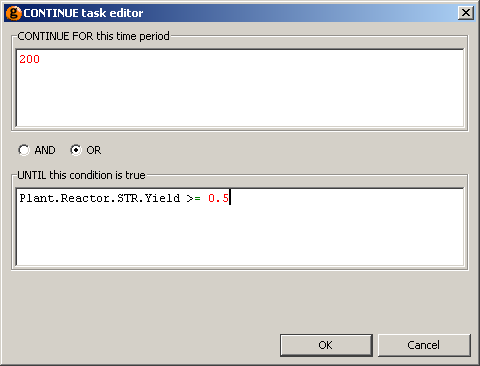 CONTINUE task editor
CONTINUE FOR this time period
200
AND OR
UNTIL this condition is true
Plant.Reactor.STR.Yield >= 0.5
OK Cancel